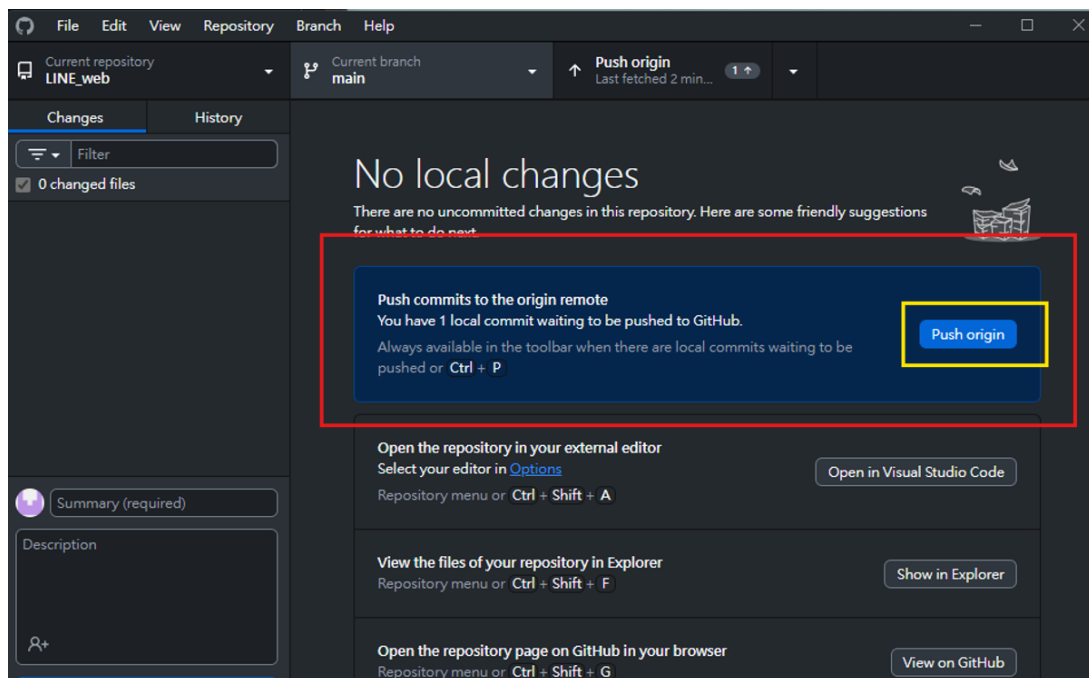 File Edit View Repository Branch Help
Current repository
LINE_web
Current branch
main
Push origin
Last fetched 2 min...
1
Changes
History
Filter
0 changed files
No local changes
There are no uncommitted changes in this repository. Here are some friendly suggestions
for what to do next.
Push commits to the origin remote
You have 1 local commit waiting to be pushed to GitHub.
Always available in the toolbar when there are local commits waiting to be
pushed or Ctrl + P
Push origin
Open the repository in your external editor
Select your editor in Options
Repository menu or Ctrl + Shift + A
Open in Visual Studio Code
View the files of your repository in Explorer
Repository menu or Ctrl + Shift + F
Show in Explorer
Open the repository page on GitHub in your browser
Repository menu or Ctrl + Shift + G
View on GitHub
Summary (required)
Description